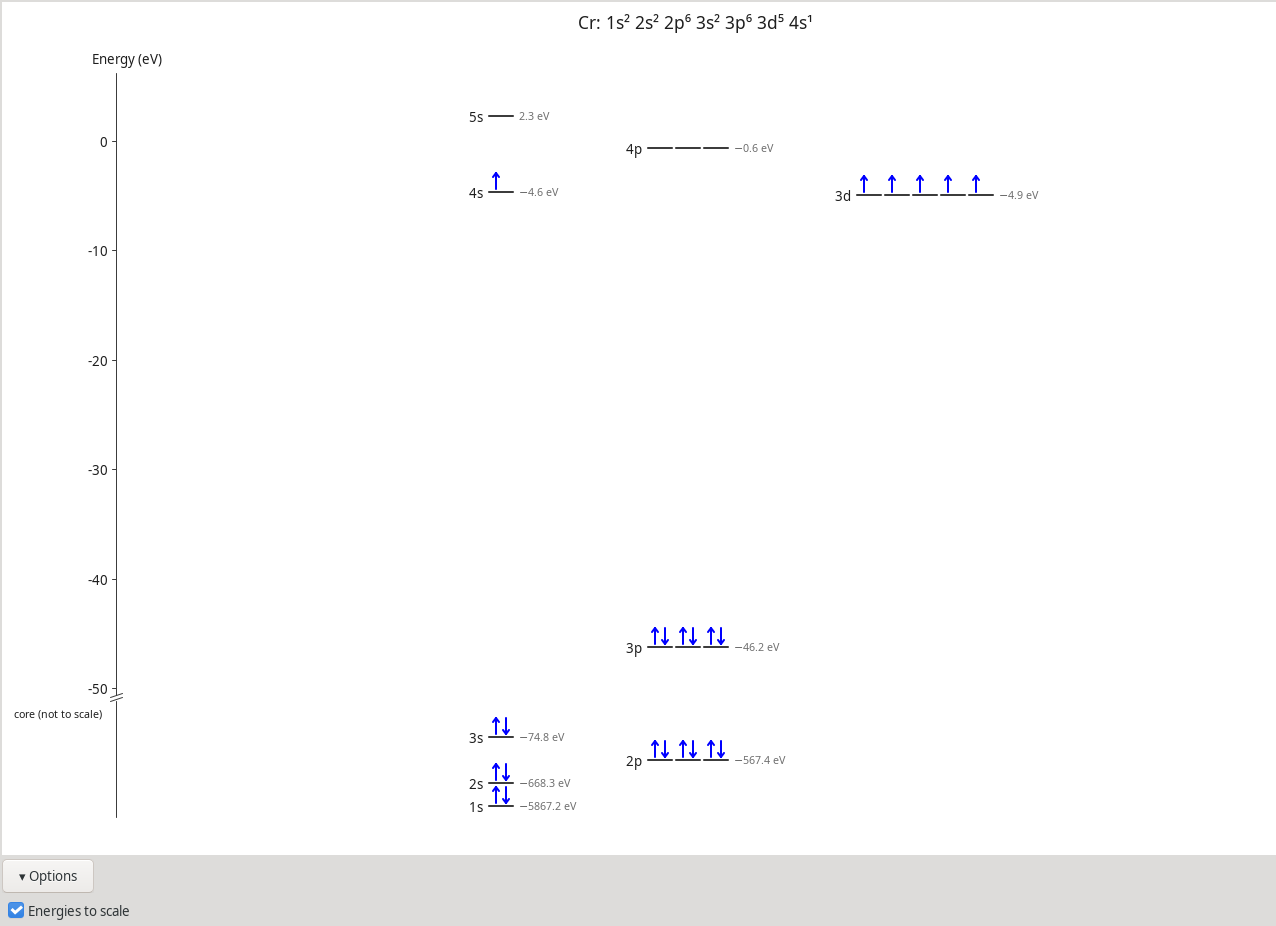 Cr: 1s² 2s² 2p⁶ 3s² 3p⁶ 3d⁵ 4s¹
Energy (eV)
5s 2.3 eV
0
4p −0.6 eV
4s −4.6 eV
3d −4.9 eV
-10
-20
-30
-40
3p −46.2 eV
-50
core (not to scale)
3s −74.8 eV
2p −567.4 eV
2s −668.3 eV
1s −5867.2 eV
▾ Options
Energies to scale